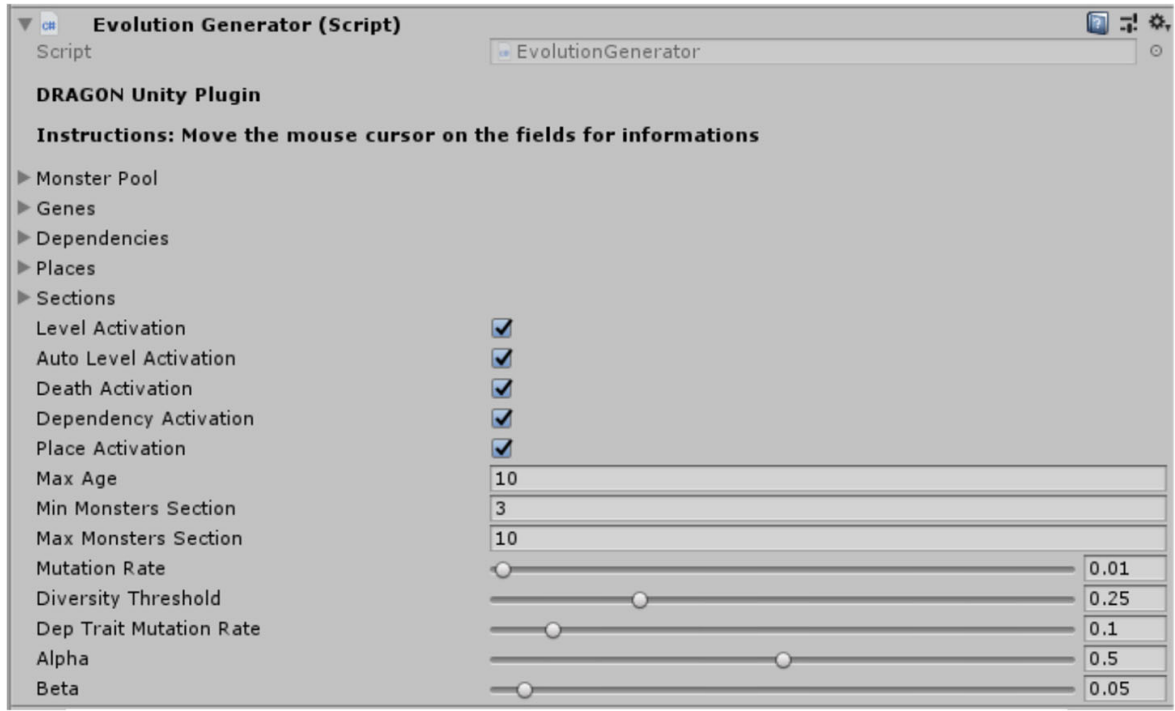 Evolution Generator (Script)
Script EvolutionGenerator
DRAGON Unity Plugin
Instructions: Move the mouse cursor on the fields for informations
Monster Pool
Genes
Dependencies
Places
Sections
Level Activation
Auto Level Activation
Death Activation
Dependency Activation
Place Activation
Max Age 10
Min Monsters Section 3
Max Monsters Section 10
Mutation Rate 0.01
Diversity Threshold 0.25
Dep Trait Mutation Rate 0.1
Alpha 0.5
Beta 0.05